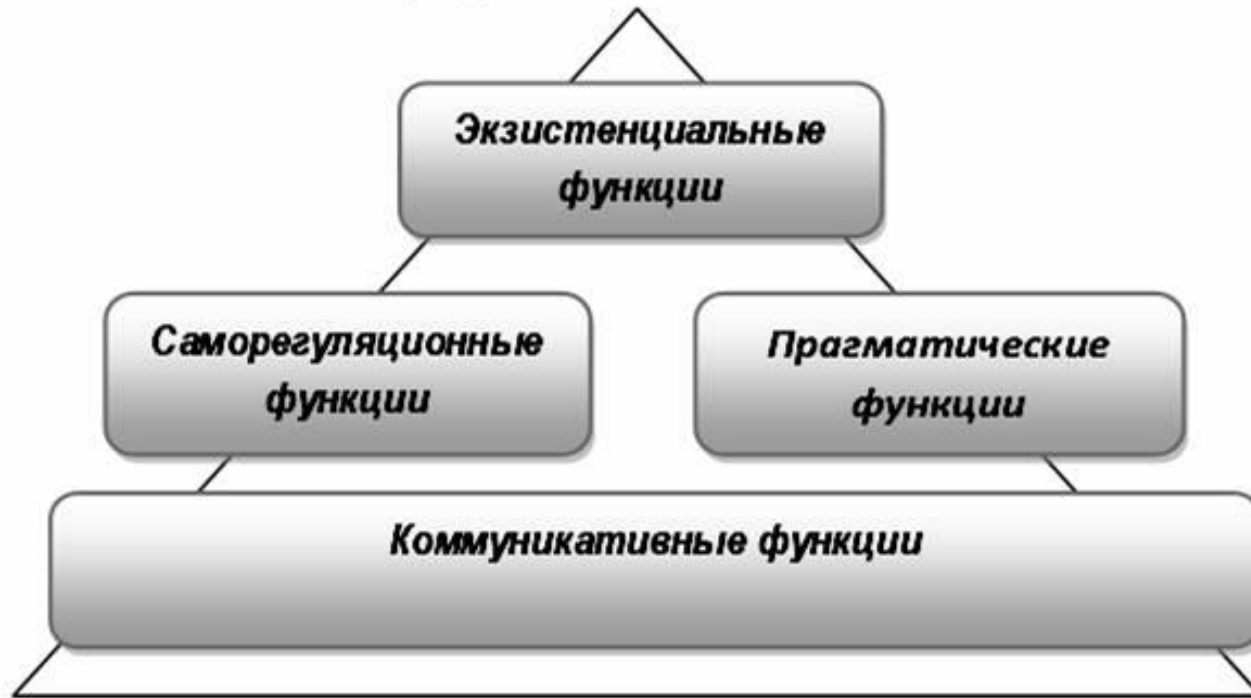 Экзистенциальные
функции
Саморегуляционные
функции
Прагматические
функции
Коммуникативные функции